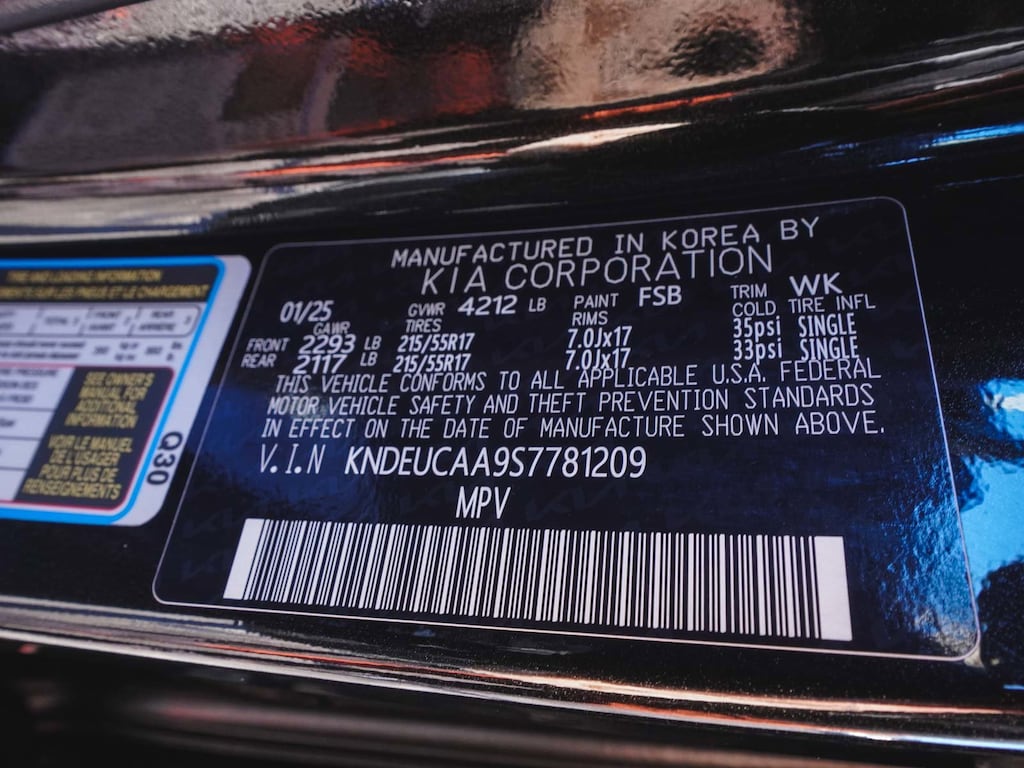 TIRE AND LOADING INFORMATION
SEE OWNER'S
MANUAL FOR
ADDITIONAL
INFORMATION
VOIR LE MANUEL
POUR PLUS DE
RENSEIGNEMENTS
Q30
MANUFACTURED IN KOREA BY
KIA CORPORATION
01/25 GVWR 4212 LB PAINT FSB TRIM WK
GAWR TIRES RIMS COLD TIRE INFL
FRONT 2293 LB 215/55R17 7.0Jx17 35psi SINGLE
REAR 2117 LB 215/55R17 7.0Jx17 33psi SINGLE
THIS VEHICLE CONFORMS TO ALL APPLICABLE U.S.A. FEDERAL
MOTOR VEHICLE SAFETY AND THEFT PREVENTION STANDARDS
IN EFFECT ON THE DATE OF MANUFACTURE SHOWN ABOVE.
V.I.N KNDEUCAA9S7781209
MPV